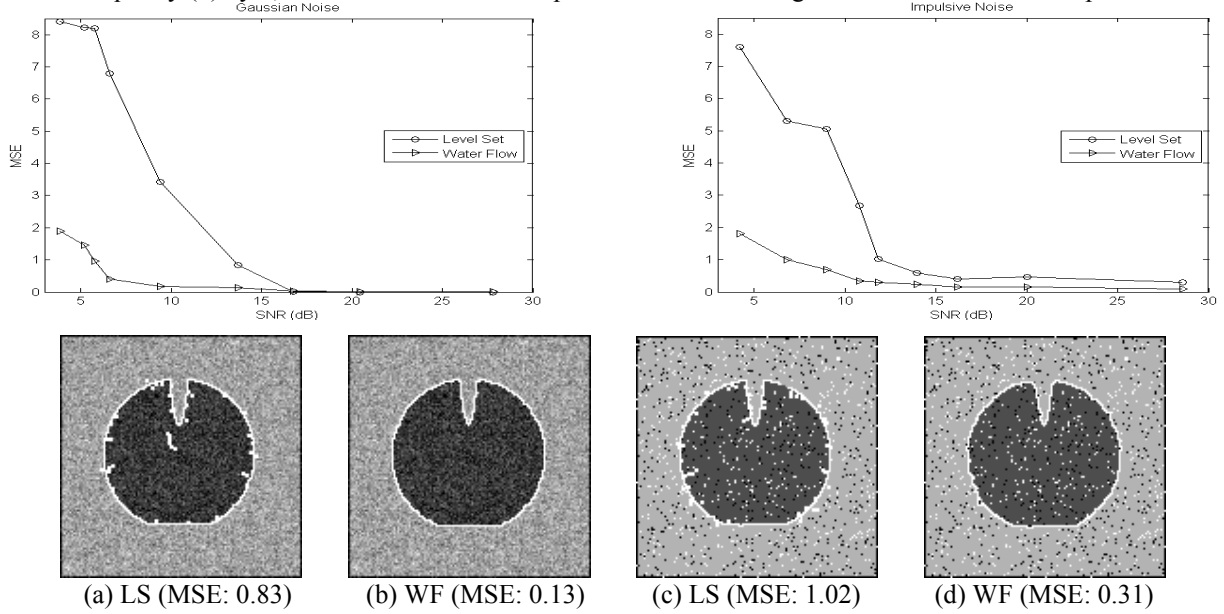 Gaussian Noise
8
7
6
5
4
3
2
1
0
MSE
Level Set
Water Flow
5 10 15 20 25 30
SNR (dB)
Impulsive Noise
8
7
6
5
4
3
2
1
0
MSE
Level Set
Water Flow
5 10 15 20 25 30
SNR (dB)
(a) LS (MSE: 0.83)
(b) WF (MSE: 0.13)
(c) LS (MSE: 1.02)
(d) WF (MSE: 0.31)